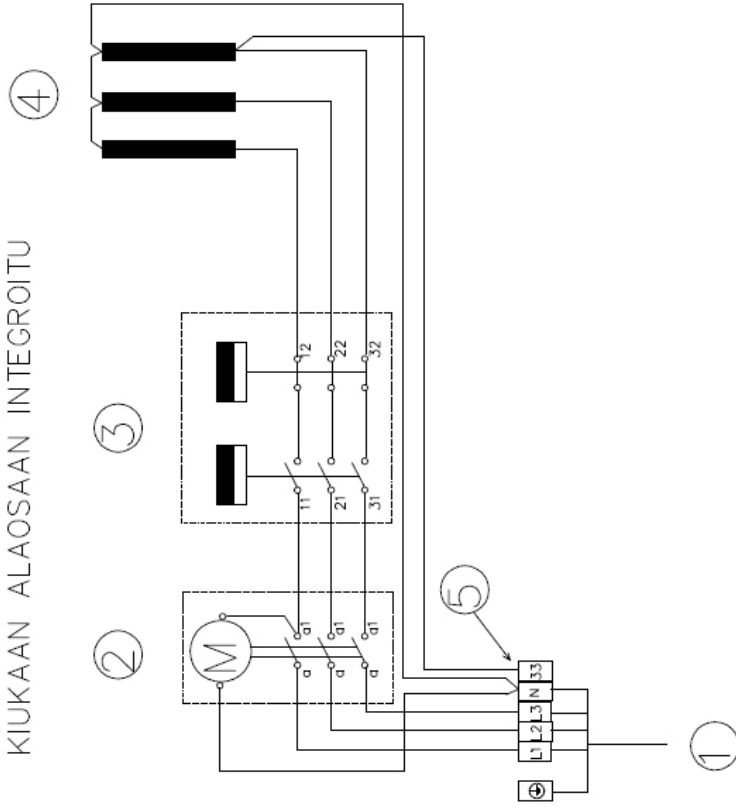 KIUKAAN ALAOSAAN INTEGROITU
1
2
3
4
5
M
a a1
a a1
a a1
11 12
21 22
31 32
L1 L2 L3 N 33